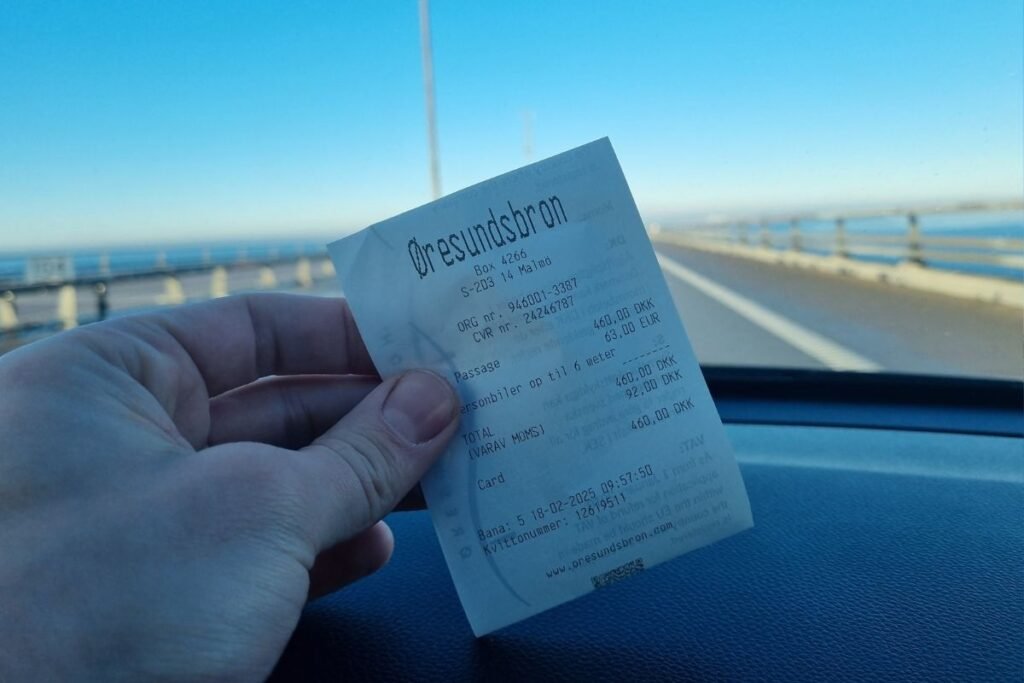 Øresundsbron
Box 4266
S-203 14 Malmö
ORG nr. 946001-3387
CVR nr. 24246787
460,00 DKK
Passage 63,00 EUR
ersonbiler op til 6 meter --------
460,00 DKK
TOTAL 92,00 DKK
(VARAV MOMS)
460,00 DKK
Card
Bana: 5 18-02-2025 09:57:50
Kvittonummer: 12619511
www.oresundsbron.com